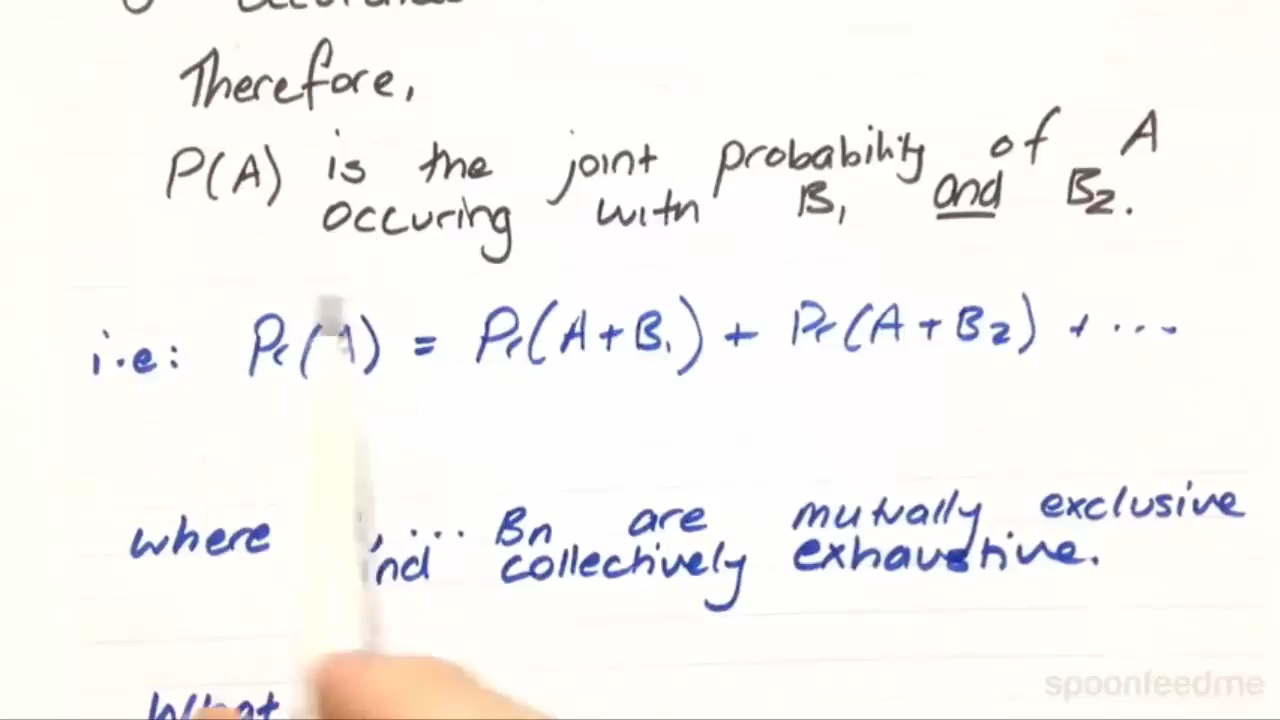 Therefore,
P(A) is the joint probability of A
occuring with B₁ and B₂.
i.e: Pr(A) = Pr(A+B₁) + Pr(A+B₂) + ...
where , .... Bn are mutually exclusive
collectively exhaustive.
What
spoonfeedme